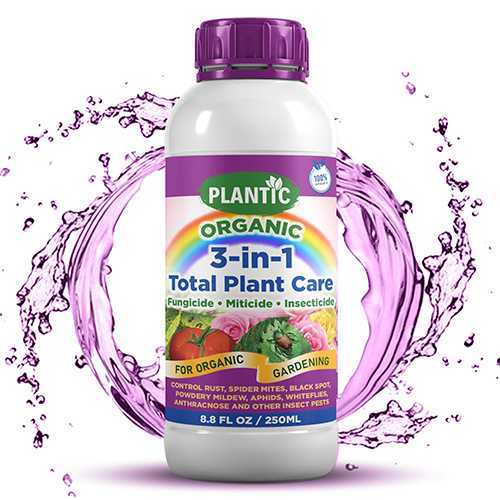 100%
PLANTIC
ORGANIC
3-in-1
Total Plant Care
Fungicide • Miticide • Insecticide
FOR ORGANIC GARDENING
CONTROL RUST, SPIDER MITES, BLACK SPOT,
POWDERY MILDEW, APHIDS, WHITEFLIES,
ANTHRACNOSE AND OTHER INSECT PESTS
8.8 FL OZ / 250ML